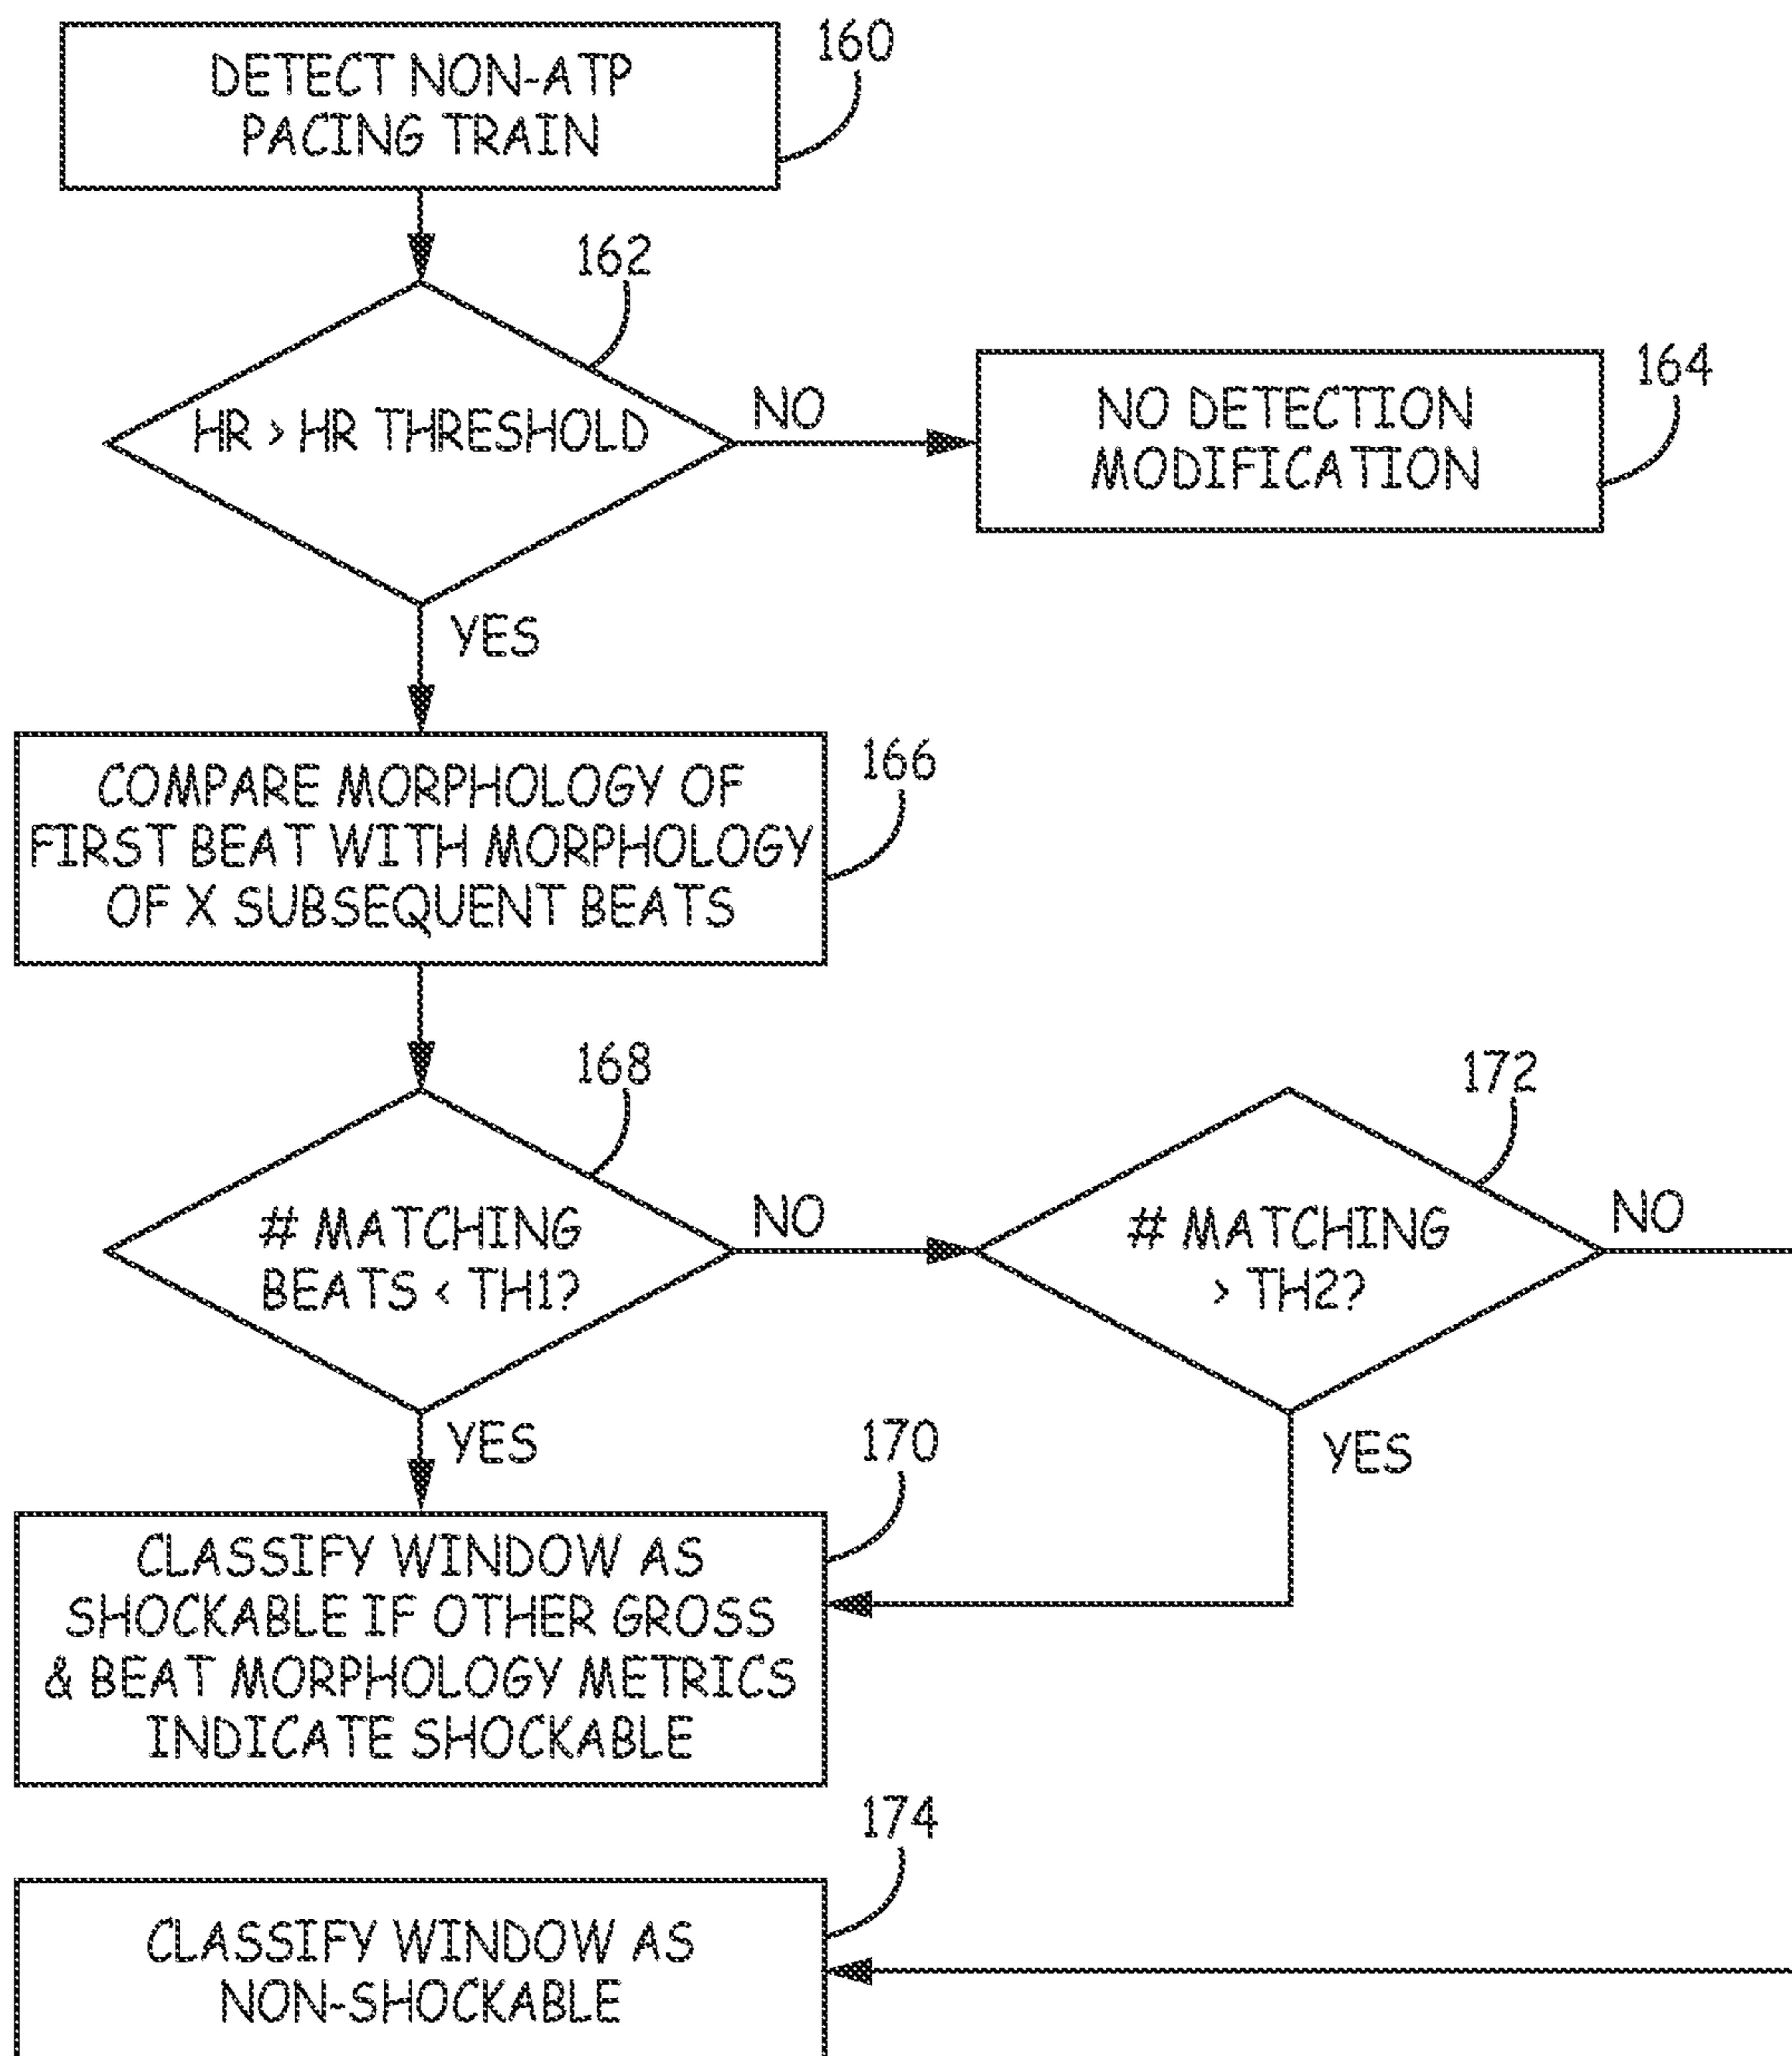 160
DETECT NON-ATP
PACING TRAIN
162
HR > HR THRESHOLD
NO
164
NO DETECTION
MODIFICATION
YES
166
COMPARE MORPHOLOGY OF
FIRST BEAT WITH MORPHOLOGY
OF X SUBSEQUENT BEATS
168
172
# MATCHING
BEATS < TH1?
NO
# MATCHING
> TH2?
NO
YES
YES
170
CLASSIFY WINDOW AS
SHOCKABLE IF OTHER GROSS
& BEAT MORPHOLOGY METRICS
INDICATE SHOCKABLE
174
CLASSIFY WINDOW AS
NON-SHOCKABLE